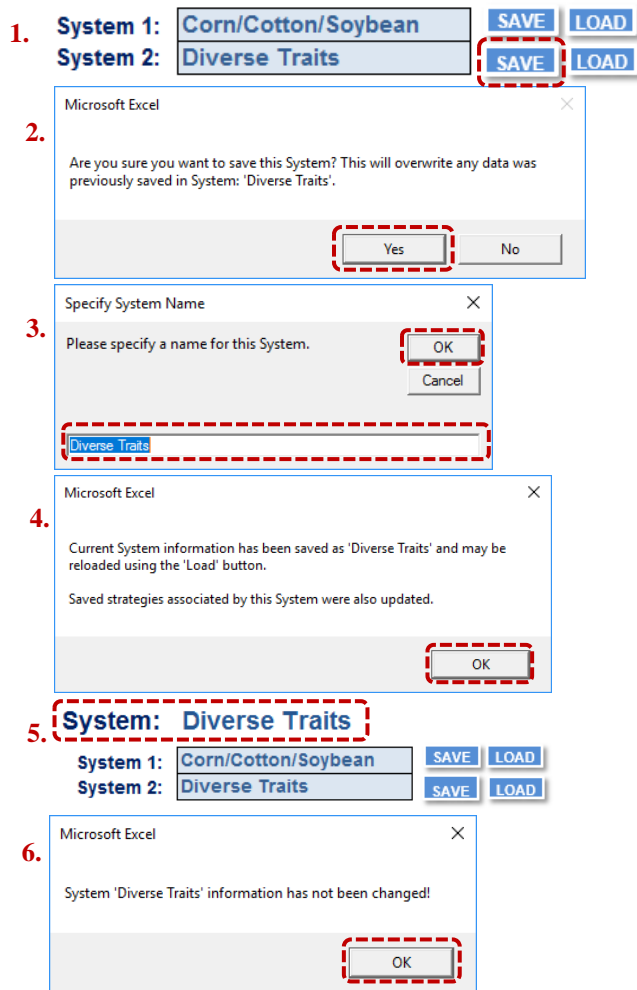 1. System 1: Corn/Cotton/Soybean SAVE LOAD
System 2: Diverse Traits SAVE LOAD
Microsoft Excel
2.
Are you sure you want to save this System? This will overwrite any data was
previously saved in System: 'Diverse Traits'.
Yes No
Specify System Name
3.
Please specify a name for this System.
OK
Cancel
Diverse Traits
Microsoft Excel
4.
Current System information has been saved as 'Diverse Traits' and may be
reloaded using the 'Load' button.
Saved strategies associated by this System were also updated.
OK
5. System: Diverse Traits
System 1: Corn/Cotton/Soybean SAVE LOAD
System 2: Diverse Traits SAVE LOAD
Microsoft Excel
6.
System 'Diverse Traits' information has not been changed!
OK